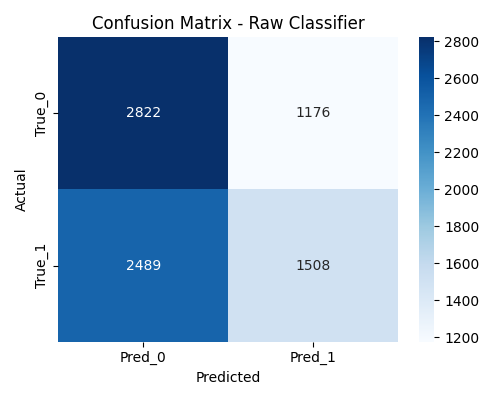 Confusion Matrix - Raw Classifier
True_0
2822
1176
Actual
True_1
2489
1508
Pred_0
Pred_1
Predicted
2800
2600
2400
2200
2000
1800
1600
1400
1200